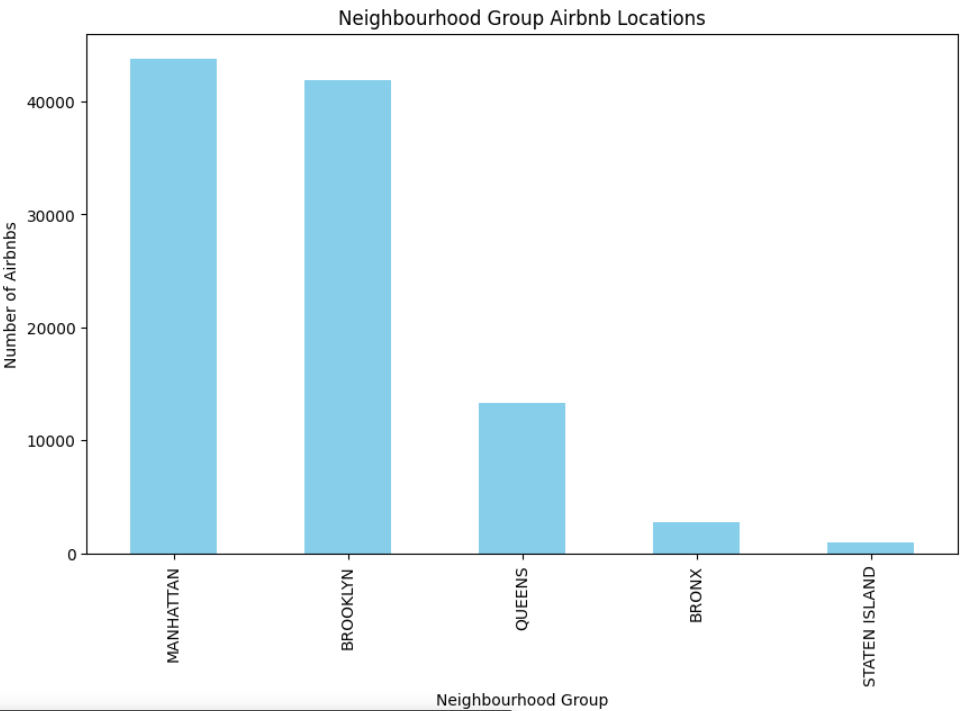 Neighbourhood Group Airbnb Locations
Number of Airbnbs
40000
30000
20000
10000
0
MANHATTAN
BROOKLYN
QUEENS
BRONX
STATEN ISLAND
Neighbourhood Group